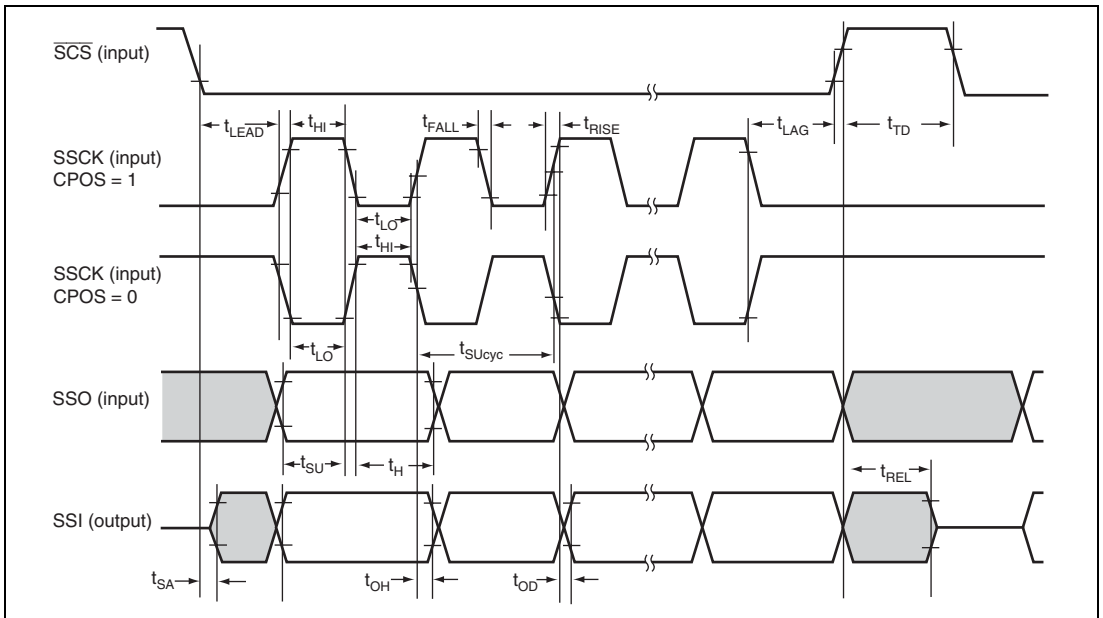 SCS (input)
tLEAD
tHI
tFALL
tRISE
tLAG
tTD
SSCK (input)
CPOS = 1
tLO
tHI
SSCK (input)
CPOS = 0
tLO
tSUcyc
SSO (input)
tSU
tH
tREL
SSI (output)
tSA
tOH
tOD